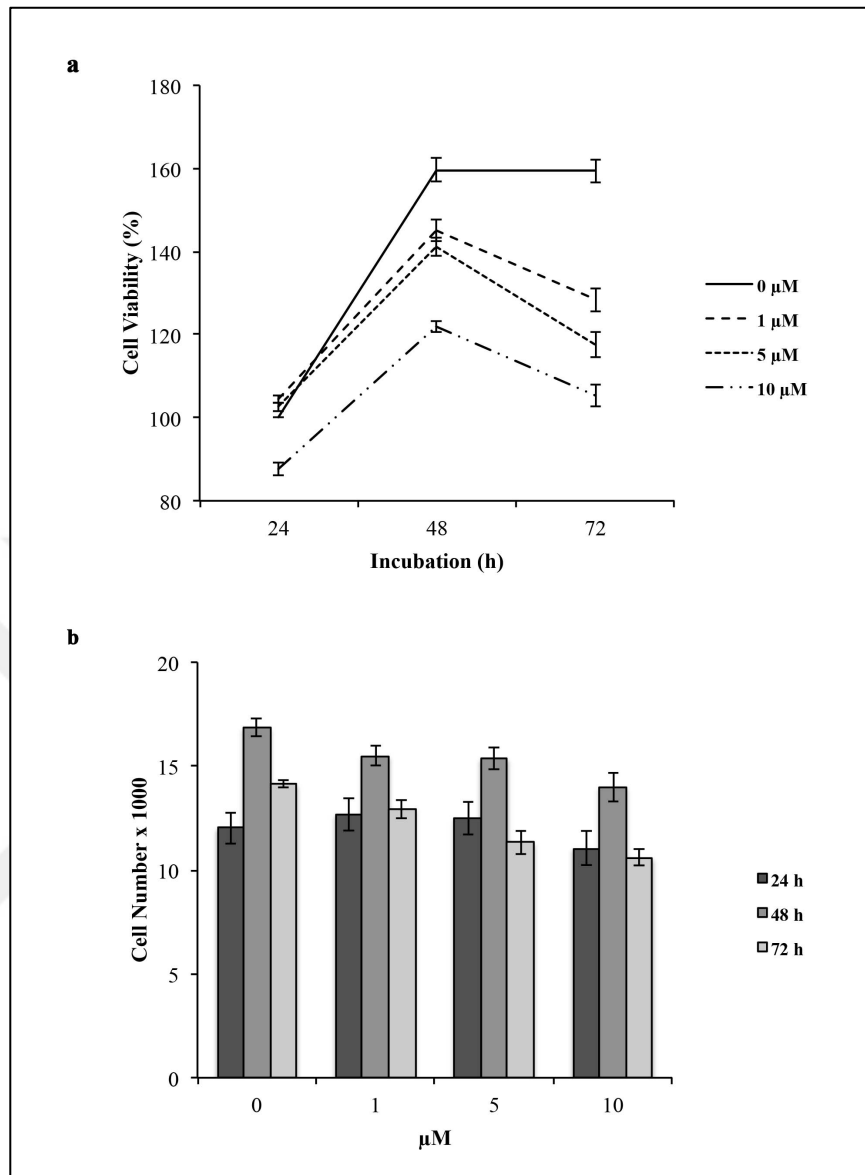 a
180
160
140
120
100
80
Cell Viability (%)
24 48 72
Incubation (h)
0 µM
1 µM
5 µM
10 µM
b
20
15
10
5
0
Cell Number x 1000
0 1 5 10
µM
24 h
48 h
72 h